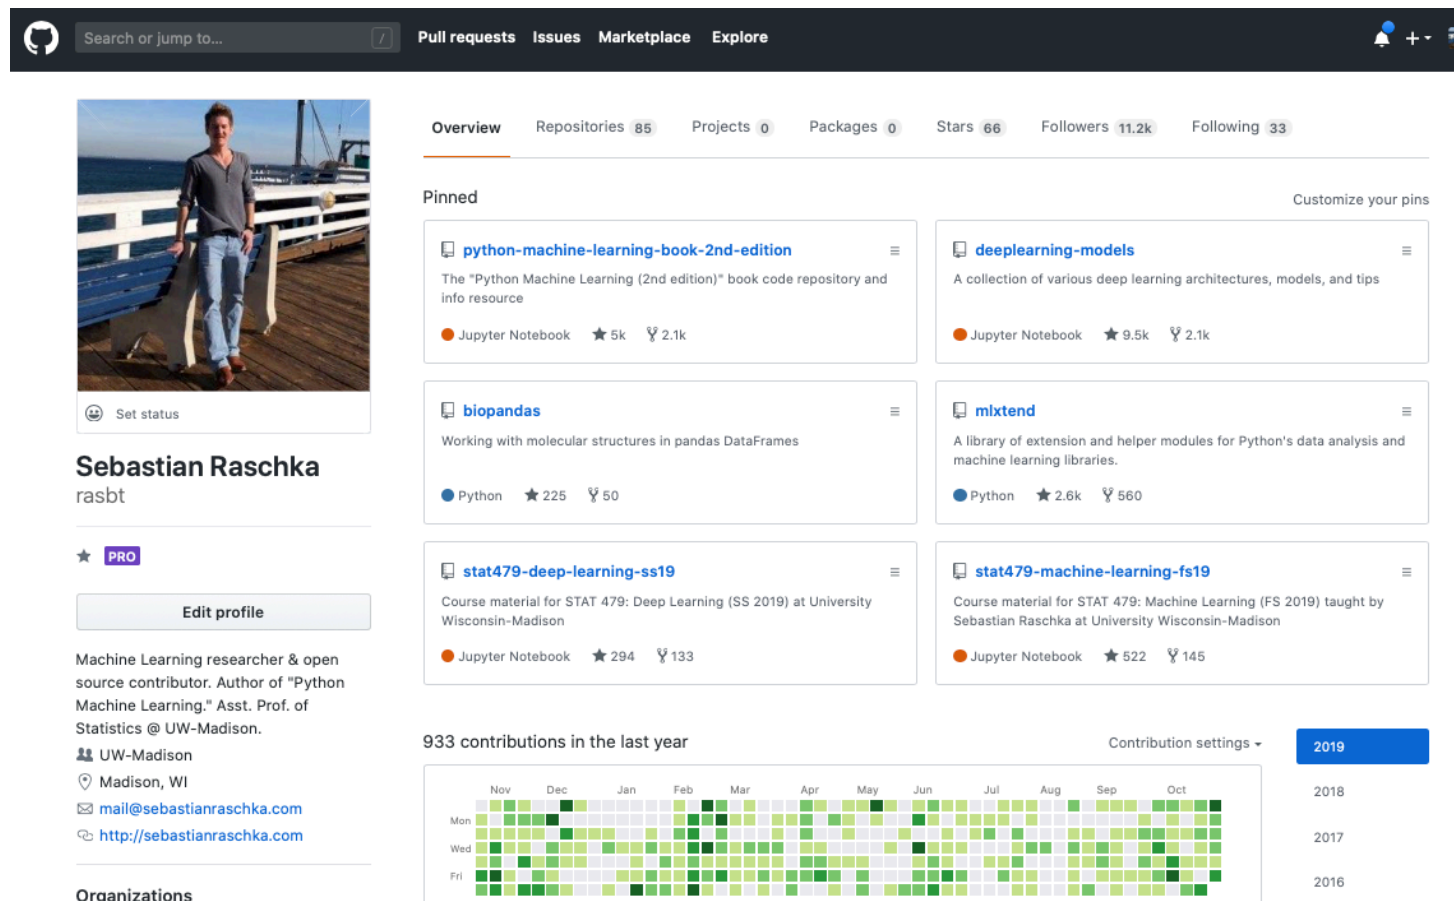 Search or jump to...
/
Pull requests Issues Marketplace Explore
Set status
Sebastian Raschka
rasbt
PRO
Edit profile
Machine Learning researcher & open
source contributor. Author of "Python
Machine Learning." Asst. Prof. of
Statistics @ UW-Madison.
UW-Madison
Madison, WI
mail@sebastianraschka.com
http://sebastianraschka.com
Organizations
Overview Repositories 85 Projects 0 Packages 0 Stars 66 Followers 11.2k Following 33
Pinned
Customize your pins
python-machine-learning-book-2nd-edition
The "Python Machine Learning (2nd edition)" book code repository and
info resource
Jupyter Notebook 5k 2.1k
deeplearning-models
A collection of various deep learning architectures, models, and tips
Jupyter Notebook 9.5k 2.1k
biopandas
Working with molecular structures in pandas DataFrames
Python 225 50
mlxtend
A library of extension and helper modules for Python's data analysis and
machine learning libraries.
Python 2.6k 560
stat479-deep-learning-ss19
Course material for STAT 479: Deep Learning (SS 2019) at University
Wisconsin-Madison
Jupyter Notebook 294 133
stat479-machine-learning-fs19
Course material for STAT 479: Machine Learning (FS 2019) taught by
Sebastian Raschka at University Wisconsin-Madison
Jupyter Notebook 522 145
933 contributions in the last year
Contribution settings
Nov Dec Jan Feb Mar Apr May Jun Jul Aug Sep Oct
Mon
Wed
Fri
2019
2018
2017
2016